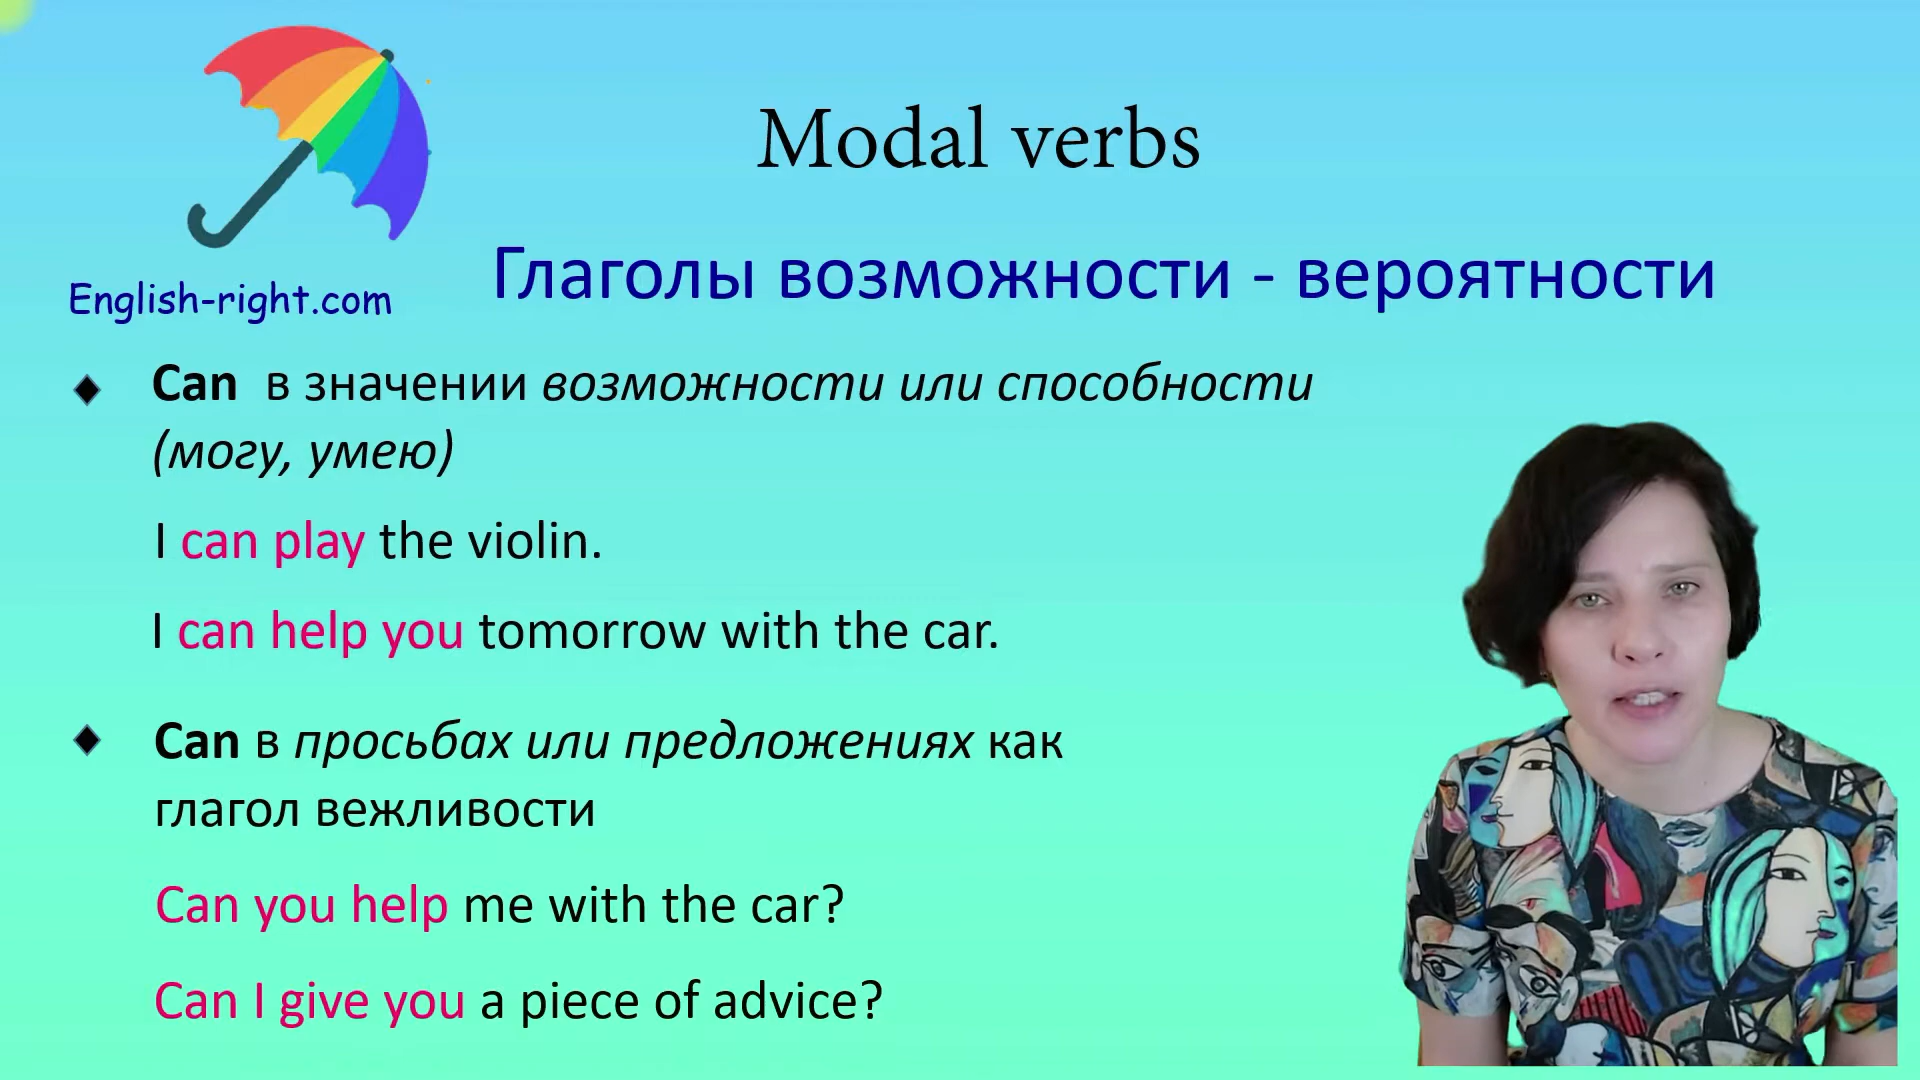 Modal verbs
English-right.com
Глаголы возможности - вероятности
Can в значении возможности или способности
(могу, умею)
I can play the violin.
I can help you tomorrow with the car.
Can в просьбах или предложениях как
глагол вежливости
Can you help me with the car?
Can I give you a piece of advice?